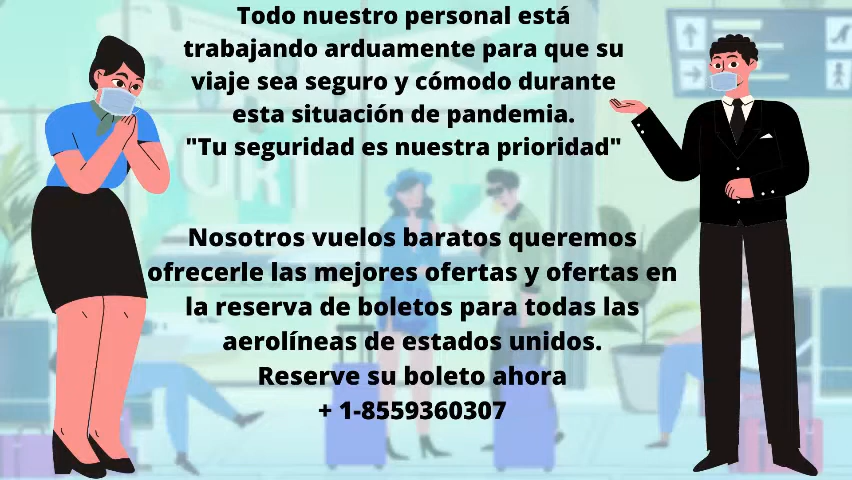 Todo nuestro personal está
trabajando arduamente para que su
viaje sea seguro y cómodo durante
esta situación de pandemia.
"Tu seguridad es nuestra prioridad"
Nosotros vuelos baratos queremos
ofrecerle las mejores ofertas y ofertas en
la reserva de boletos para todas las
aerolíneas de estados unidos.
Reserve su boleto ahora
+ 1-8559360307